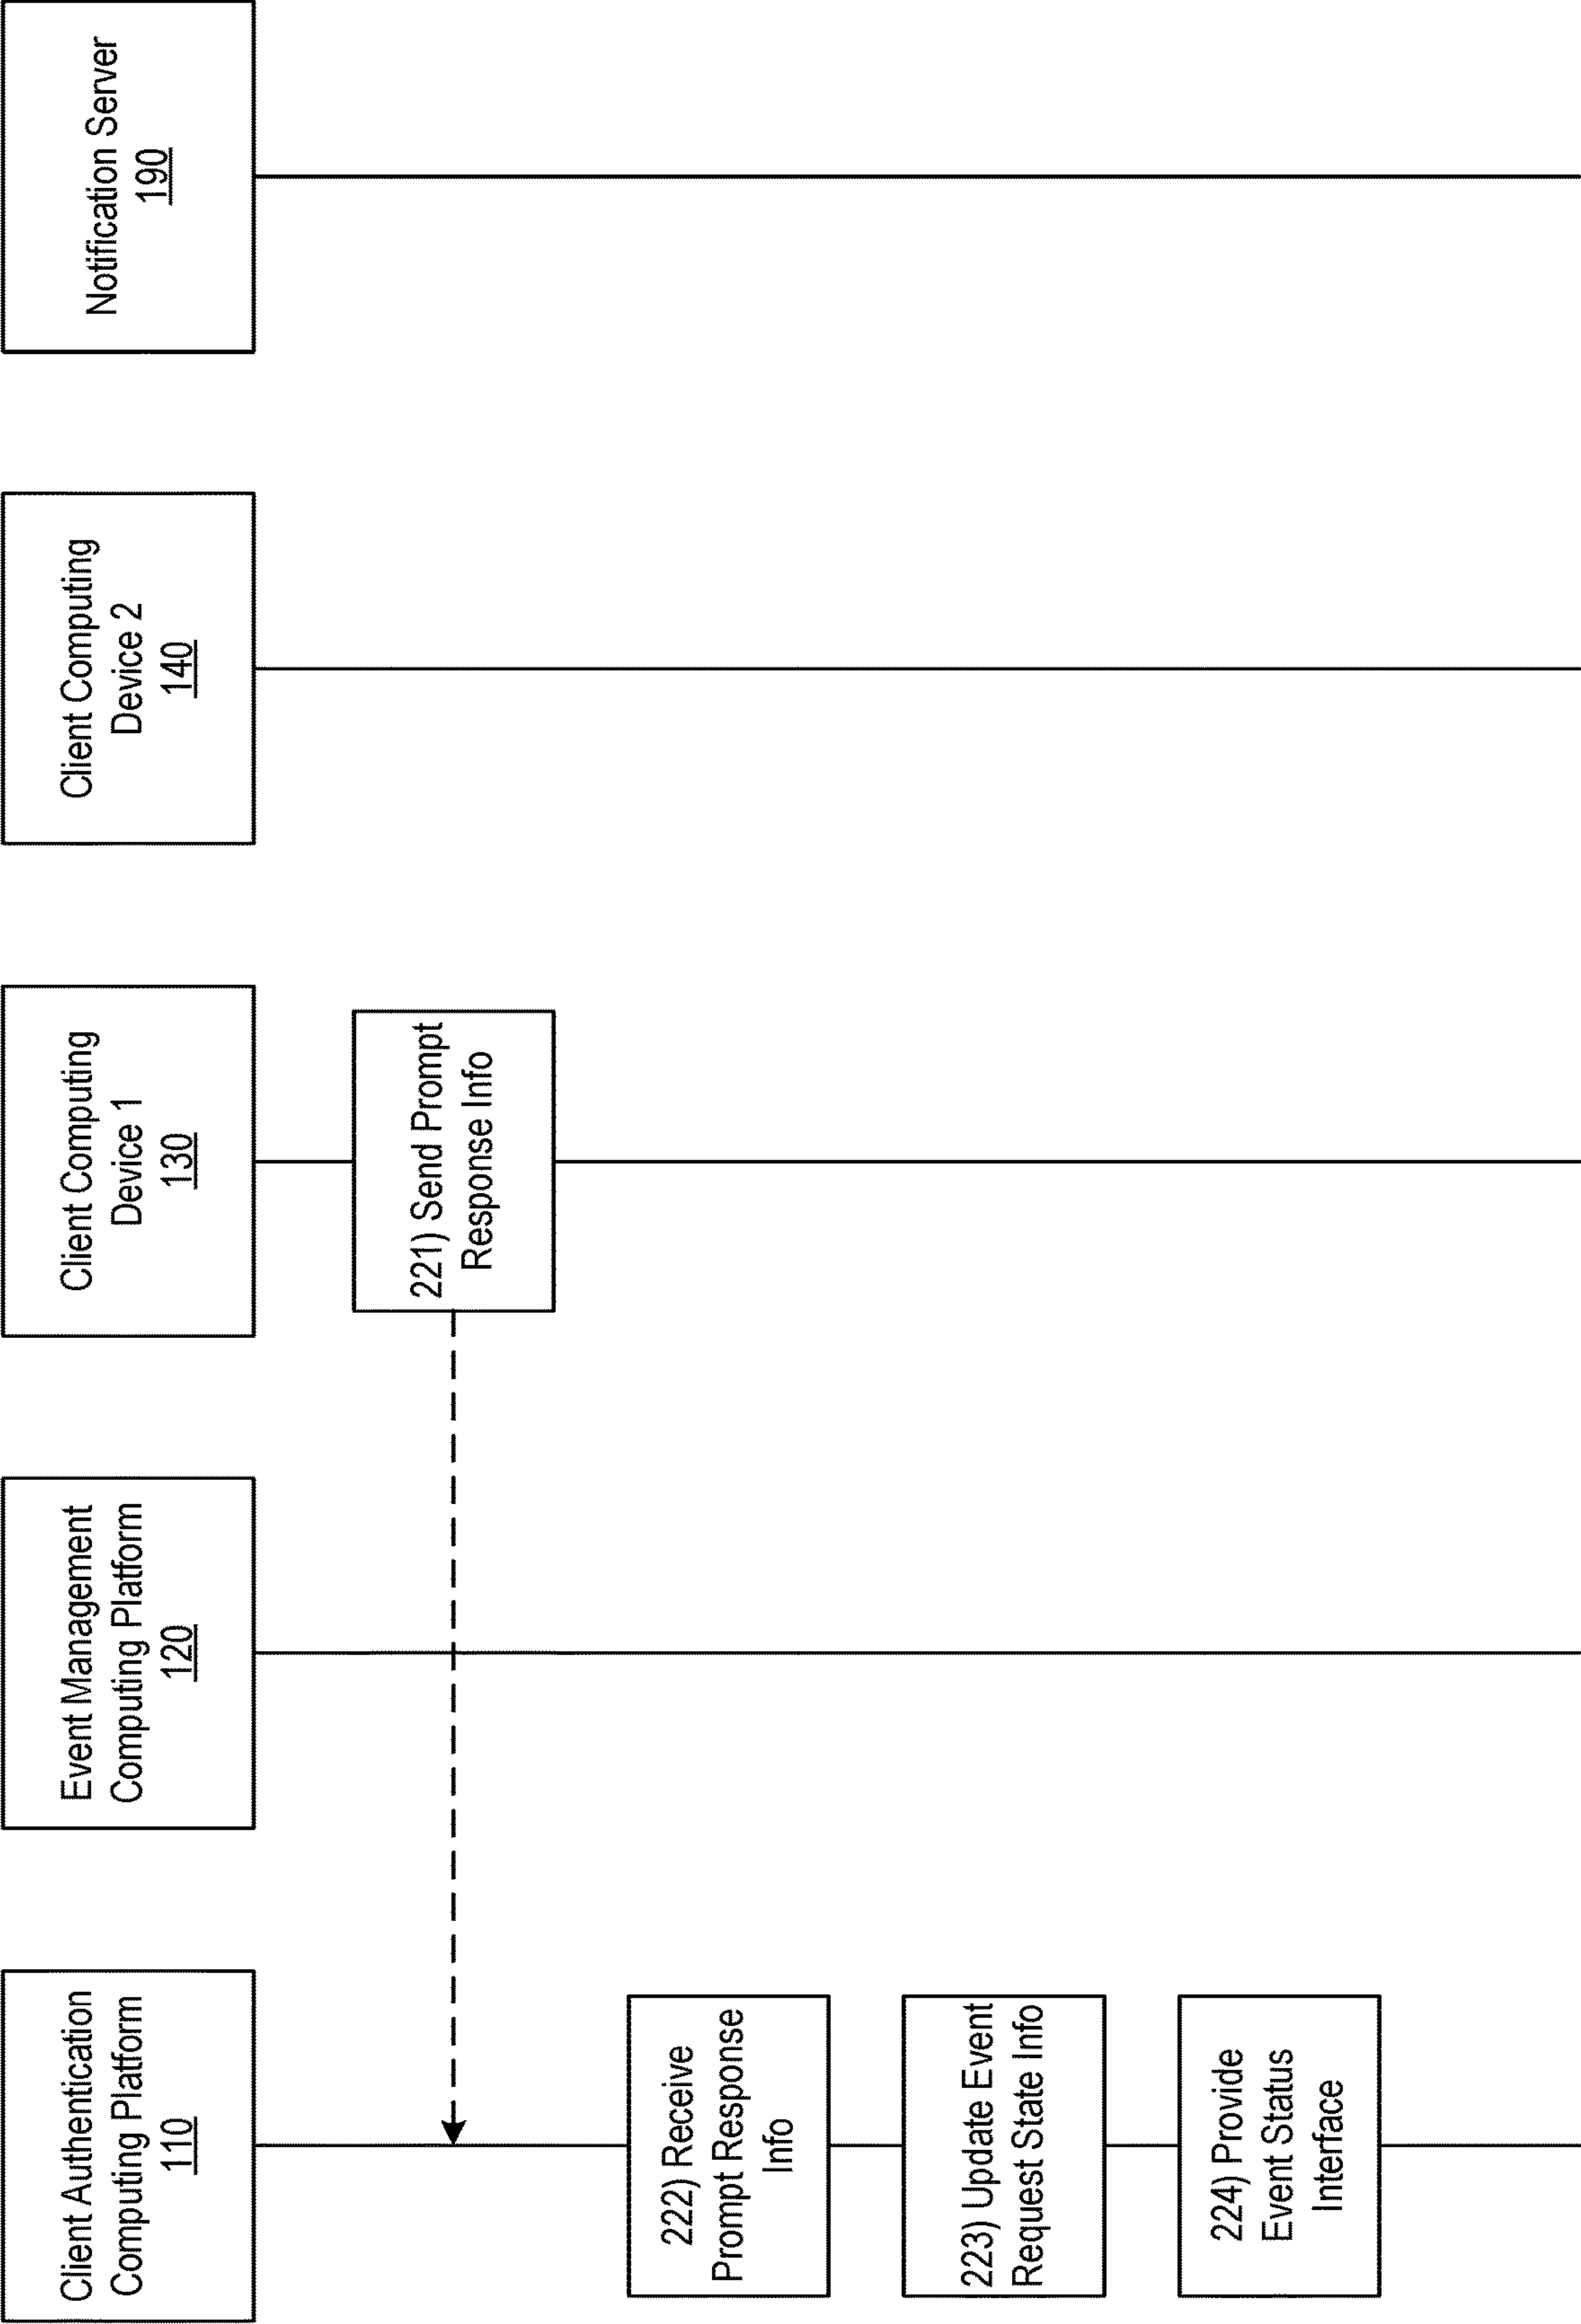 Client Authentication
Computing Platform
110
Event Management
Computing Platform
120
Client Computing
Device 1
130
Client Computing
Device 2
140
Notification Server
190
221) Send Prompt
Response Info
222) Receive
Prompt Response
Info
223) Update Event
Request State Info
224) Provide
Event Status
Interface